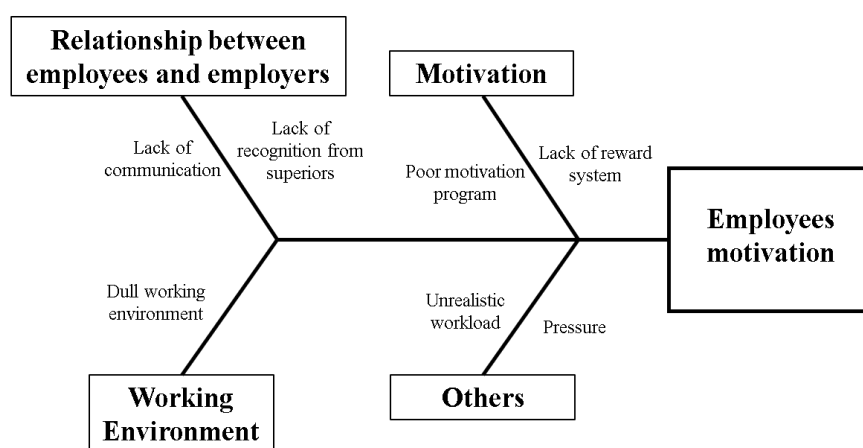 Relationship between
employees and employers
Motivation
Lack of
communication
Lack of
recognition from
superiors
Poor motivation
program
Lack of reward
system
Employees
motivation
Dull working
environment
Unrealistic
workload
Pressure
Working
Environment
Others